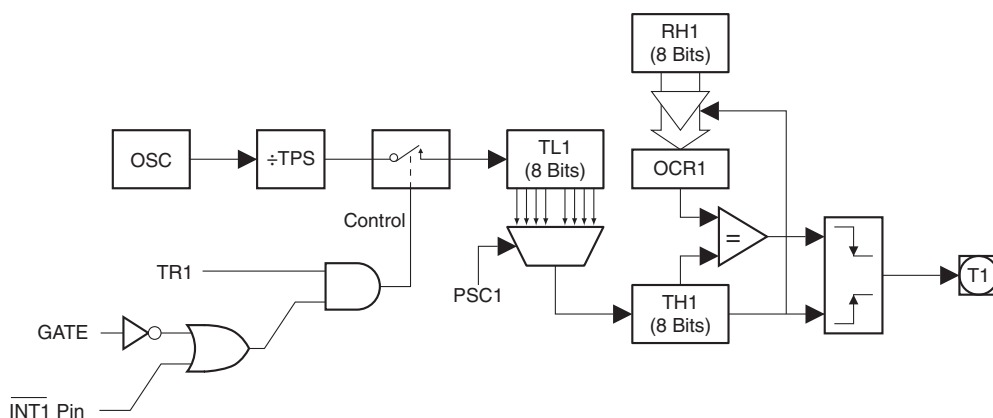 RH1
(8 Bits)
OSC
÷TPS
TL1
(8 Bits)
OCR1
Control
=
TR1
PSC1
TH1
(8 Bits)
T1
GATE
INT1 Pin